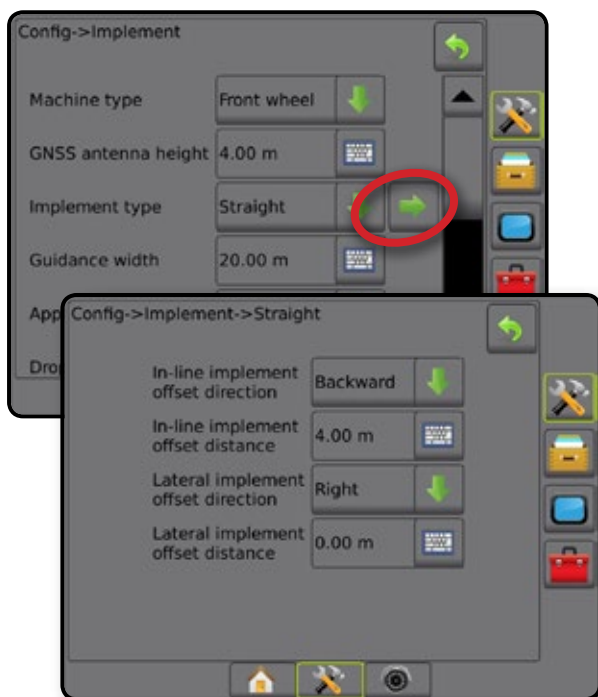 Config->Implement
Machine type Front wheel
GNSS antenna height 4.00 m
Implement type Straight
Guidance width 20.00 m
App
Dro
Config->Implement->Straight
In-line implement
offset direction
Backward
In-line implement
offset distance
4.00 m
Lateral implement
offset direction
Right
Lateral implement
offset distance
0.00 m